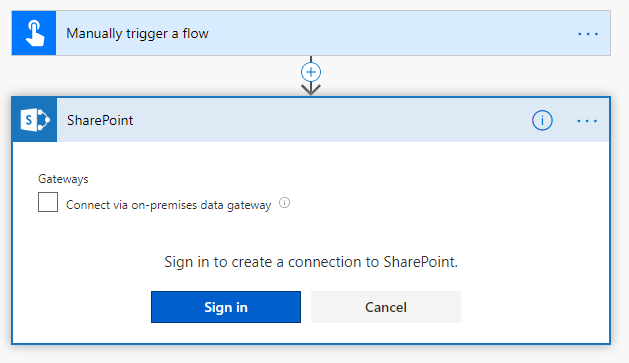 Manually trigger a flow
SharePoint
Gateways
Connect via on-premises data gateway
Sign in to create a connection to SharePoint.
Sign in
Cancel